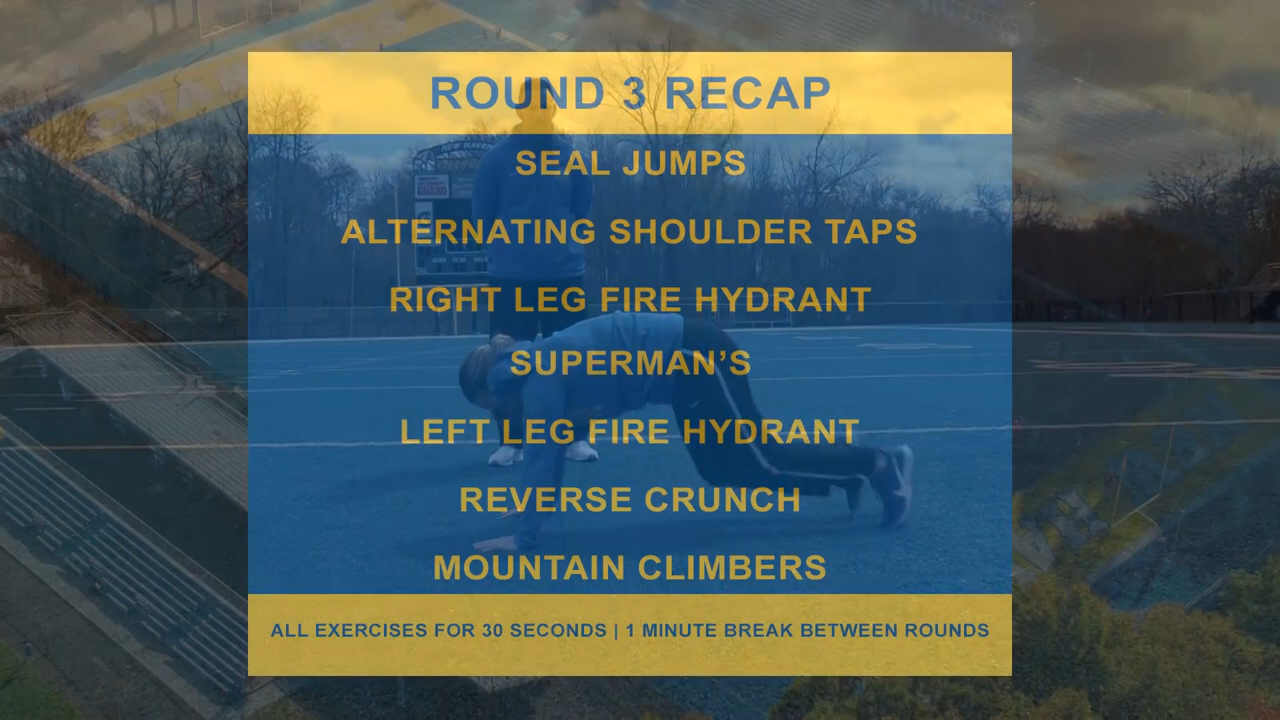 ROUND 3 RECAP
SEAL JUMPS
ALTERNATING SHOULDER TAPS
RIGHT LEG FIRE HYDRANT
SUPERMAN’S
LEFT LEG FIRE HYDRANT
REVERSE CRUNCH
MOUNTAIN CLIMBERS
ALL EXERCISES FOR 30 SECONDS | 1 MINUTE BREAK BETWEEN ROUNDS